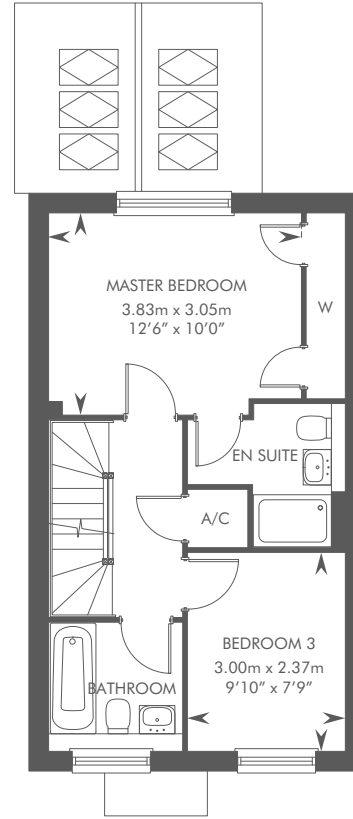 MASTER BEDROOM
3.83m x 3.05m
12'6” x 10'0”
W
EN SUITE
A/C
BEDROOM 3
3.00m x 2.37m
9'10” x 7'9”
BATHROOM